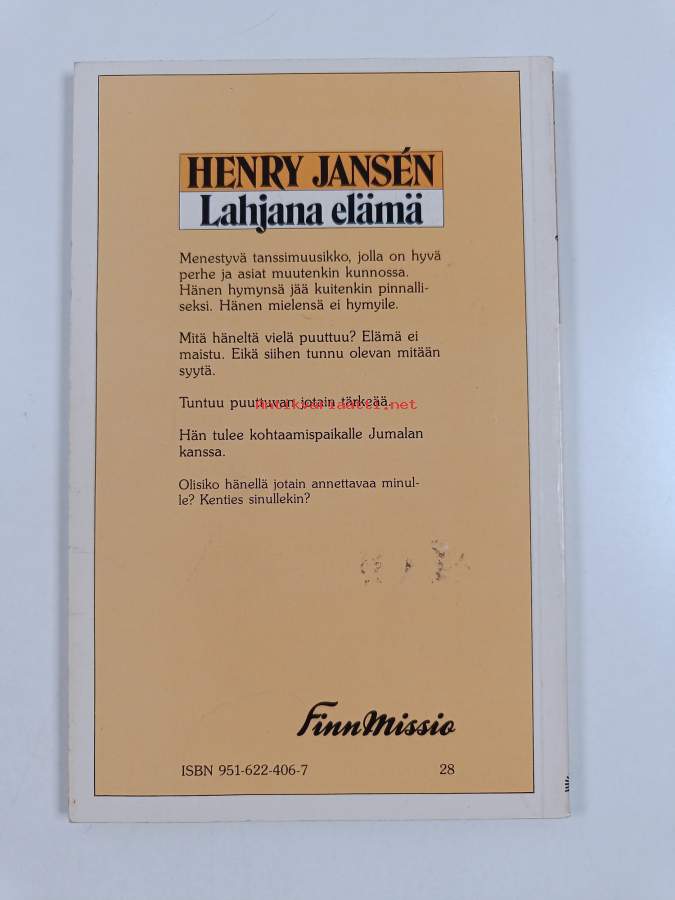 HENRY JANSÉN
Lahjana elämä
Menestyvä tanssimuusikko, jolla on hyvä
perhe ja asiat muutenkin kunnossa.
Hänen hymynsä jää kuitenkin pinnalli-
seksi. Hänen mielensä ei hymyile.
Mitä häneltä vielä puuttuu? Elämä ei
maistu. Eikä siihen tunnu olevan mitään
syytä.
Tuntuu puuttuvan jotain tärkeää.
Antikvariaatti.net
Hän tulee kohtaamispaikalle Jumalan
kanssa.
Olisiko hänellä jotain annettavaa minul-
le? Kenties sinullekin?
FinnMissio
ISBN 951-622-406-7 28